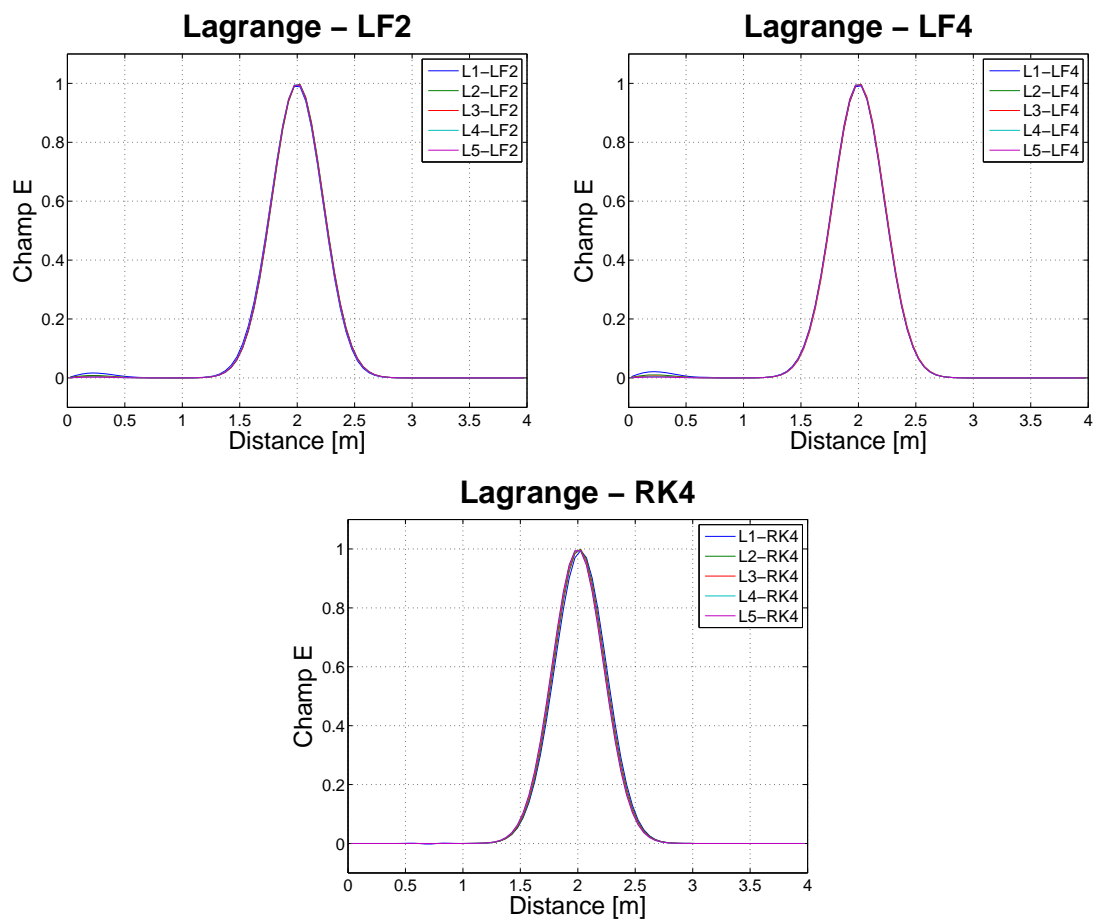 Lagrange – LF2
Champ E
1
0.8
0.6
0.4
0.2
0
0 0.5 1 1.5 2 2.5 3 3.5 4
Distance [m]
L1–LF2
L2–LF2
L3–LF2
L4–LF2
L5–LF2
Lagrange – LF4
Champ E
1
0.8
0.6
0.4
0.2
0
0 0.5 1 1.5 2 2.5 3 3.5 4
Distance [m]
L1–LF4
L2–LF4
L3–LF4
L4–LF4
L5–LF4
Lagrange – RK4
Champ E
1
0.8
0.6
0.4
0.2
0
0 0.5 1 1.5 2 2.5 3 3.5 4
Distance [m]
L1–RK4
L2–RK4
L3–RK4
L4–RK4
L5–RK4